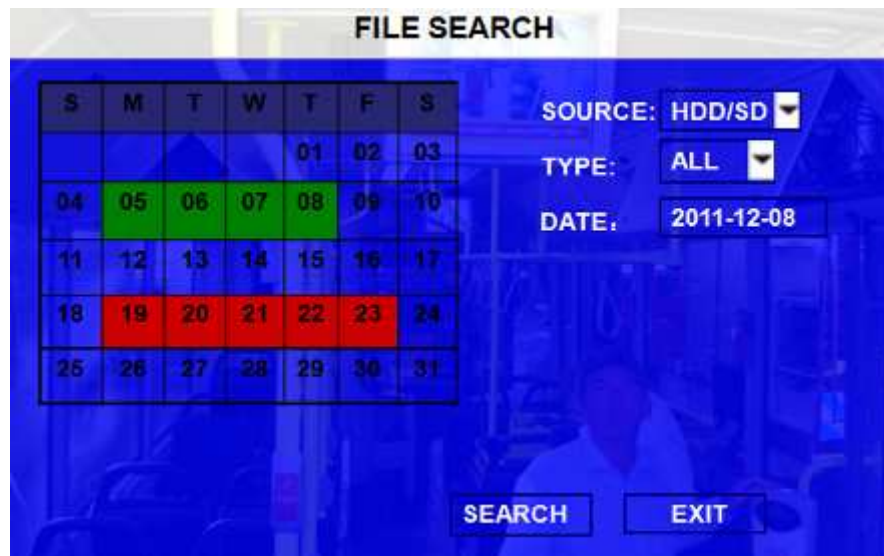 FILE SEARCH
S M T W T F S
01 02 03
04 05 06 07 08 09 10
11 12 13 14 15 16 17
18 19 20 21 22 23 24
25 26 27 28 29 30 31
SOURCE: HDD/SD
TYPE: ALL
DATE: 2011-12-08
SEARCH EXIT